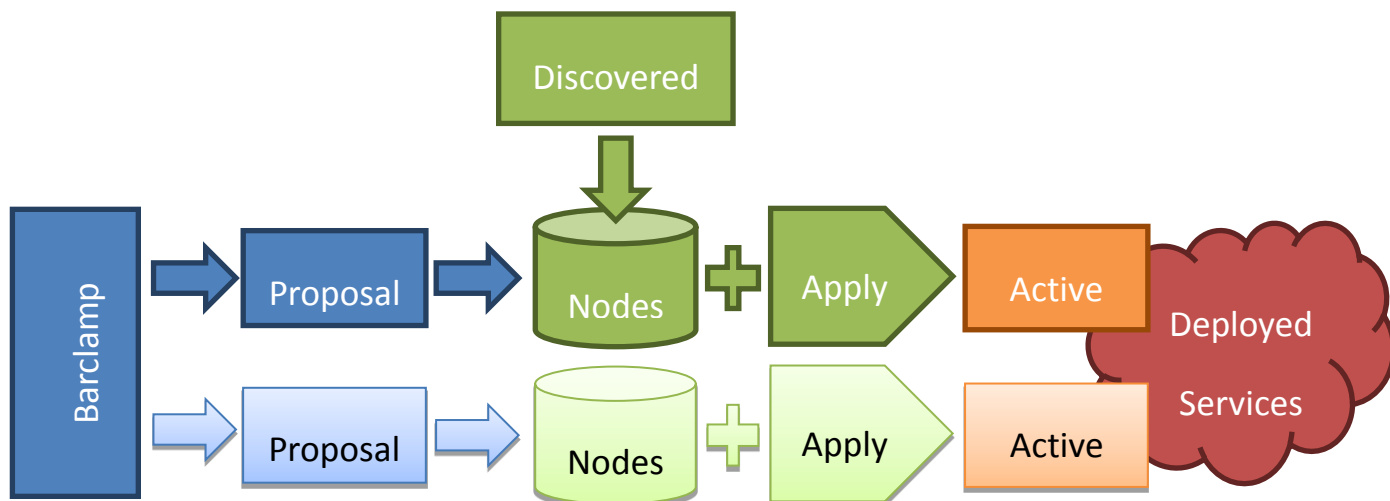 Discovered
Barclamp
Proposal
Nodes
Apply
Active
Deployed
Services
Proposal
Nodes
Apply
Active